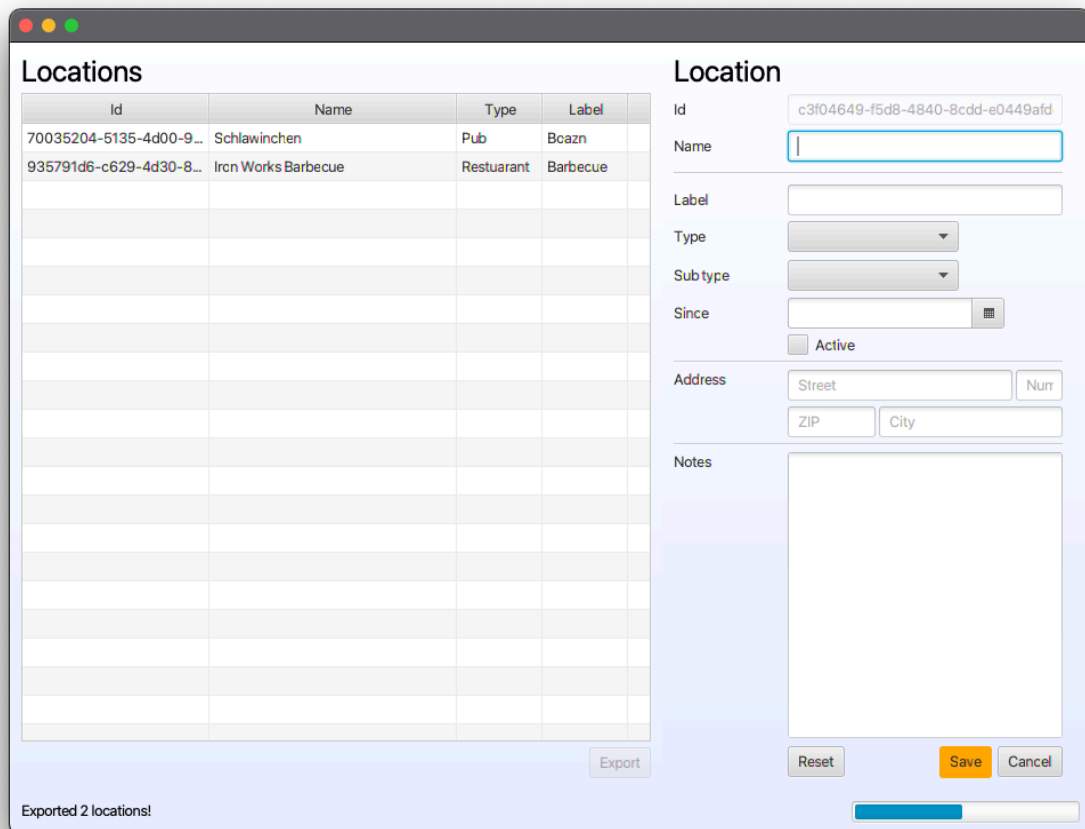 Locations
Id Name Type Label
70035204-5135-4d00-9... Schlawinchen Pub Boazn
935791d6-c629-4d30-8... Iron Works Barbecue Restuarant Barbecue
Export
Exported 2 locations!
Location
Id c3f04649-f5d8-4840-8cdd-e0449afd
Name
Label
Type
Subtype
Since
Active
Address Street Num
ZIP City
Notes
Reset Save Cancel